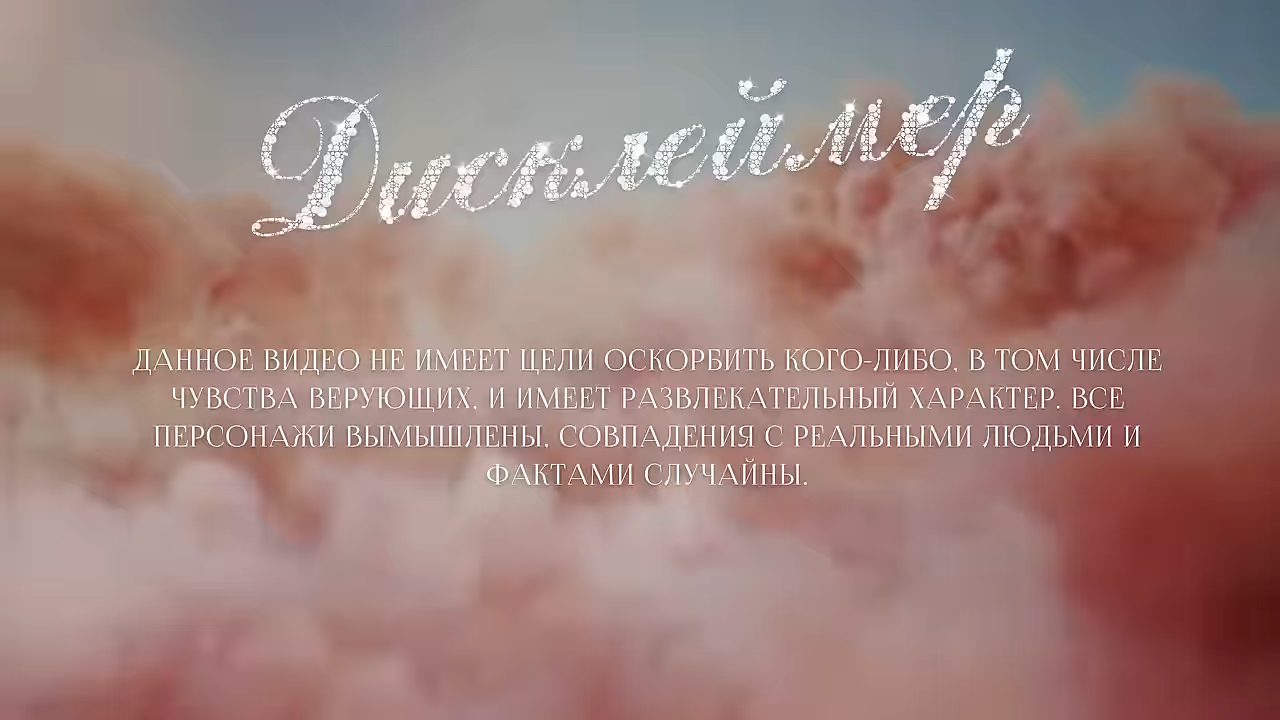 Дисклеймер
ДАННОЕ ВИДЕО НЕ ИМЕЕТ ЦЕЛИ ОСКОРБИТЬ КОГО-ЛИБО, В ТОМ ЧИСЛЕ
ЧУВСТВА ВЕРУЮЩИХ, И ИМЕЕТ РАЗВЛЕКАТЕЛЬНЫЙ ХАРАКТЕР. ВСЕ
ПЕРСОНАЖИ ВЫМЫШЛЕНЫ, СОВПАДЕНИЯ С РЕАЛЬНЫМИ ЛЮДЬМИ И
ФАКТАМИ СЛУЧАЙНЫ.